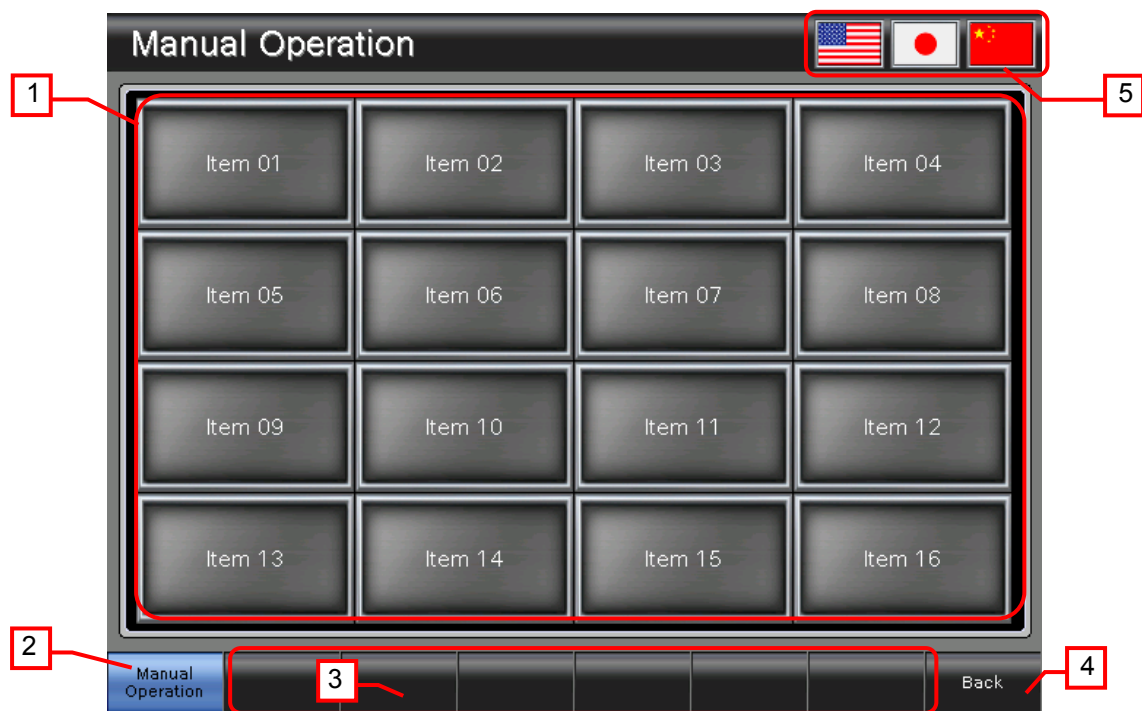 Manual Operation
5
1
Item 01
Item 02
Item 03
Item 04
Item 05
Item 06
Item 07
Item 08
Item 09
Item 10
Item 11
Item 12
Item 13
Item 14
Item 15
Item 16
2
Manual
Operation
3
Back
4